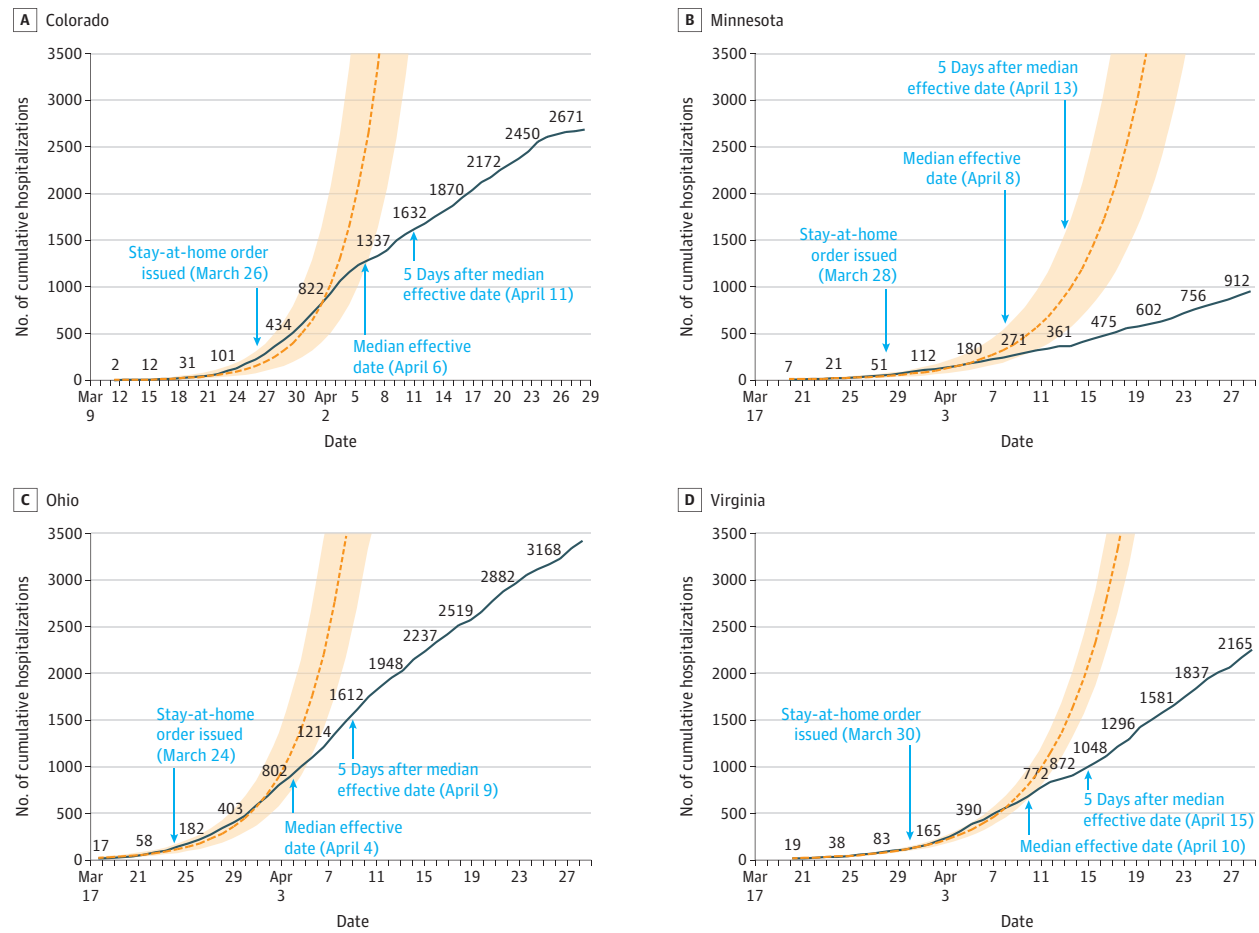 A Colorado
No. of cumulative hospitalizations
3500
3000
2500
2000
1500
1000
500
0
2
12
31
101
434
822
1337
1632
1870
2172
2450
2671
Stay-at-home order
issued (March 26)
Median effective
date (April 6)
5 Days after median
effective date (April 11)
Mar 12 15 18 21 24 27 30 Apr 5 8 11 14 17 20 23 26 29
9 2
Date
B Minnesota
No. of cumulative hospitalizations
3500
3000
2500
2000
1500
1000
500
0
7
21
51
112
180
271
361
475
602
756
912
Stay-at-home
order issued
(March 28)
Median effective
date (April 8)
5 Days after median
effective date (April 13)
Mar 21 25 29 Apr 7 11 15 19 23 27
17 3
Date
C Ohio
No. of cumulative hospitalizations
3500
3000
2500
2000
1500
1000
500
0
17
58
182
403
802
1214
1612
1948
2237
2519
2882
3168
Stay-at-home
order issued
(March 24)
Median effective
date (April 4)
5 Days after median
effective date (April 9)
Mar 21 25 29 Apr 7 11 15 19 23 27
17 3
Date
D Virginia
No. of cumulative hospitalizations
3500
3000
2500
2000
1500
1000
500
0
19
38
83
165
390
772
872
1048
1296
1581
1837
2165
Stay-at-home order
issued (March 30)
5 Days after median
effective date (April 15)
Median effective date (April 10)
Mar 21 25 29 Apr 7 11 15 19 23 27
17 3
Date